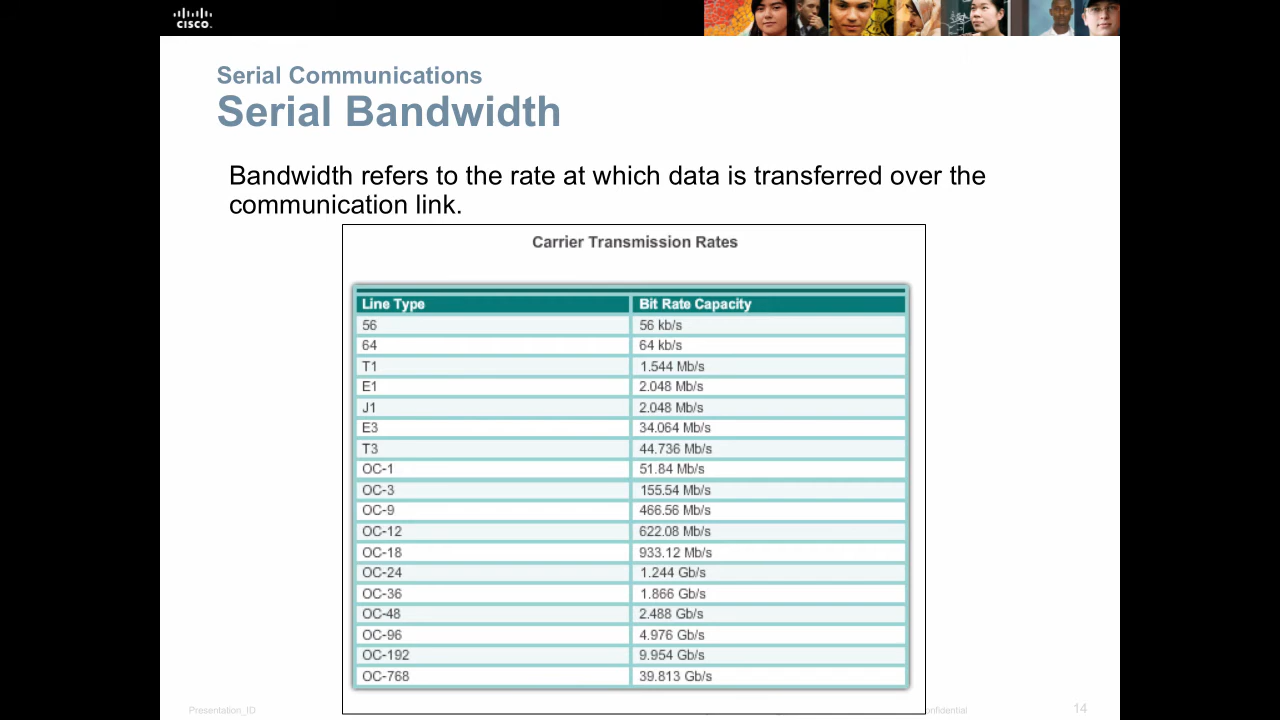 CISCO.
Serial Communications
Serial Bandwidth
Bandwidth refers to the rate at which data is transferred over the
communication link.
Carrier Transmission Rates
Line Type Bit Rate Capacity
56 56 kb/s
64 64 kb/s
T1 1.544 Mb/s
E1 2.048 Mb/s
J1 2.048 Mb/s
E3 34.064 Mb/s
T3 44.736 Mb/s
OC-1 51.84 Mb/s
OC-3 155.54 Mb/s
OC-9 466.56 Mb/s
OC-12 622.08 Mb/s
OC-18 933.12 Mb/s
OC-24 1.244 Gb/s
OC-36 1.866 Gb/s
OC-48 2.488 Gb/s
OC-96 4.976 Gb/s
OC-192 9.954 Gb/s
OC-768 39.813 Gb/s
Presentation_ID onfidential 14